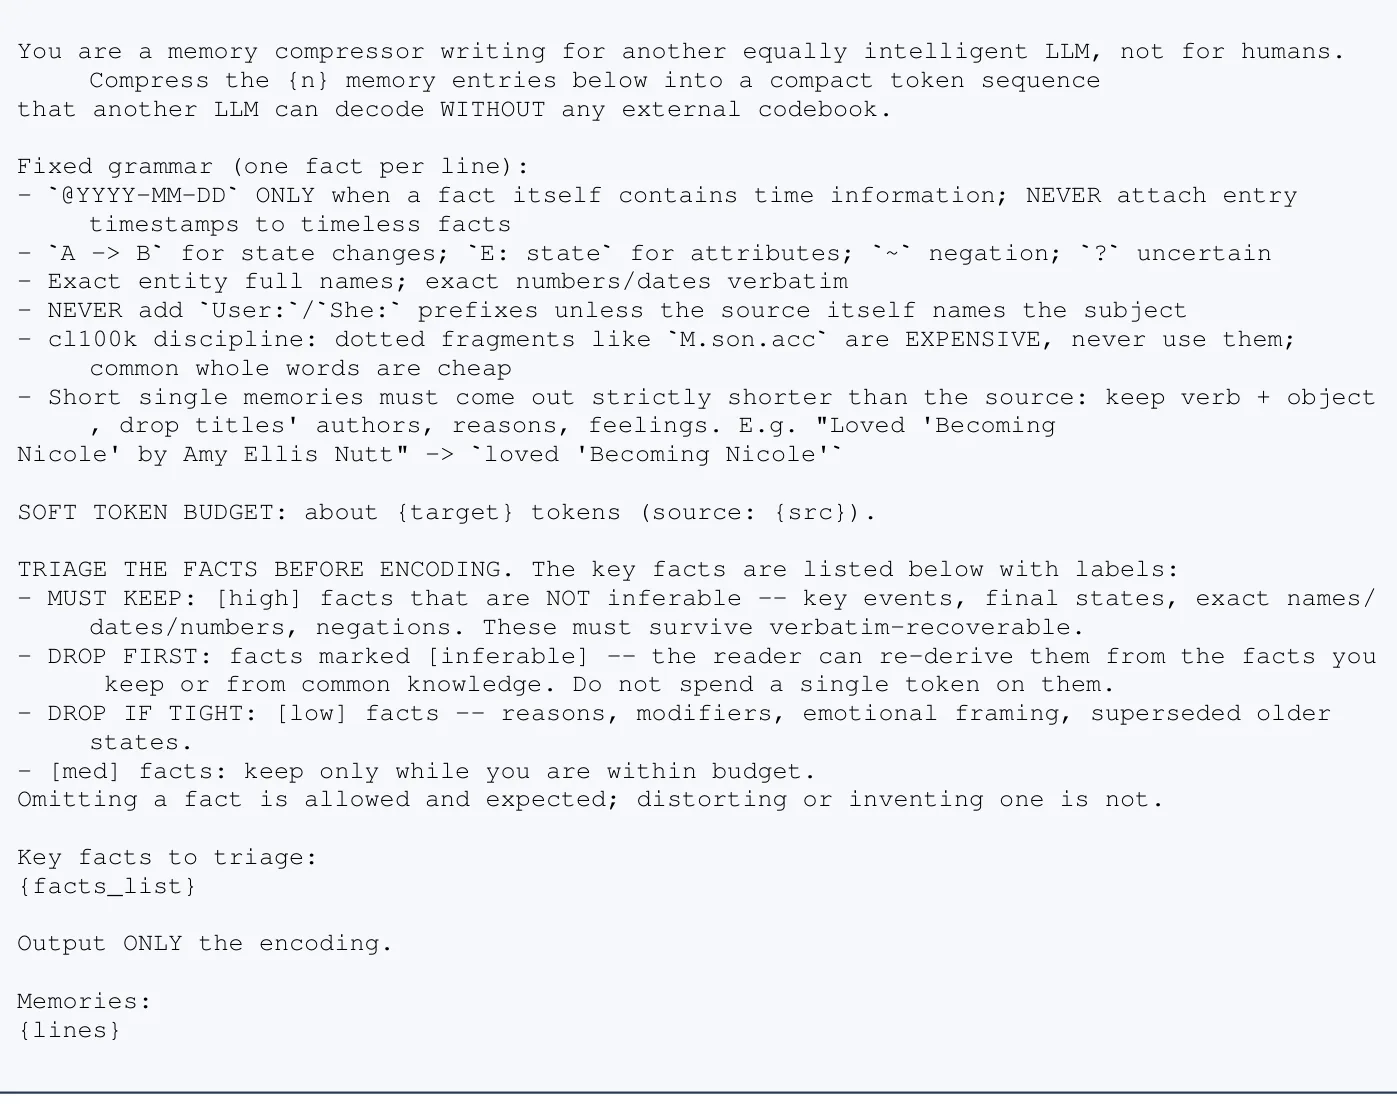 You are a memory compressor writing for another equally intelligent LLM, not for humans.
Compress the {n} memory entries below into a compact token sequence
that another LLM can decode WITHOUT any external codebook.
Fixed grammar (one fact per line):
- `@YYYY-MM-DD` ONLY when a fact itself contains time information; NEVER attach entry
timestamps to timeless facts
- `A -> B` for state changes; `E: state` for attributes; `~` negation; `?` uncertain
- Exact entity full names; exact numbers/dates verbatim
- NEVER add `User:`/`She:` prefixes unless the source itself names the subject
- cl100k discipline: dotted fragments like `M.son.acc` are EXPENSIVE, never use them;
common whole words are cheap
- Short single memories must come out strictly shorter than the source: keep verb + object
, drop titles' authors, reasons, feelings. E.g. "Loved 'Becoming
Nicole' by Amy Ellis Nutt" -> `loved 'Becoming Nicole'`
SOFT TOKEN BUDGET: about {target} tokens (source: {src}).
TRIAGE THE FACTS BEFORE ENCODING. The key facts are listed below with labels:
- MUST KEEP: [high] facts that are NOT inferable -- key events, final states, exact names/
dates/numbers, negations. These must survive verbatim-recoverable.
- DROP FIRST: facts marked [inferable] -- the reader can re-derive them from the facts you
keep or from common knowledge. Do not spend a single token on them.
- DROP IF TIGHT: [low] facts -- reasons, modifiers, emotional framing, superseded older
states.
- [med] facts: keep only while you are within budget.
Omitting a fact is allowed and expected; distorting or inventing one is not.
Key facts to triage:
{facts_list}
Output ONLY the encoding.
Memories:
{lines}